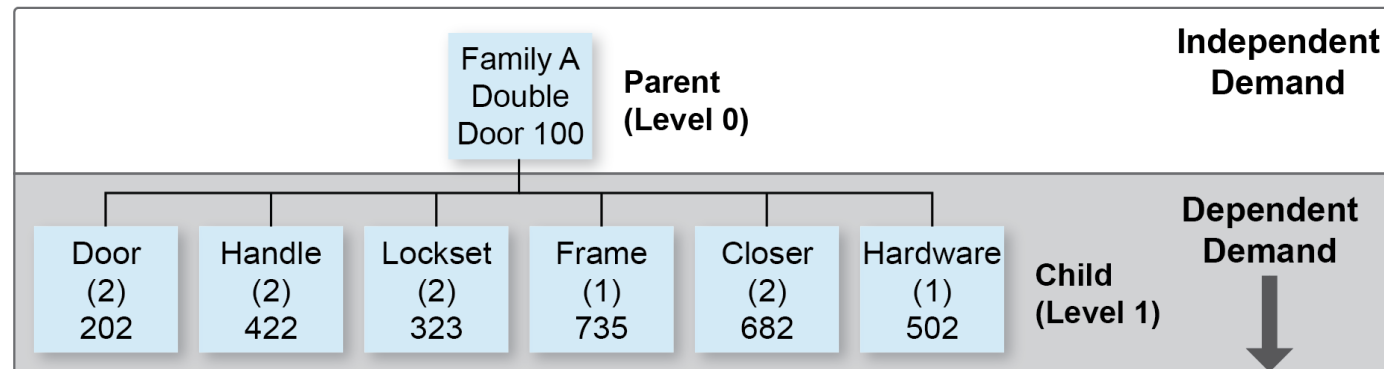 Family A
Double
Door 100
Parent
(Level 0)
Independent
Demand
Door
(2)
202
Handle
(2)
422
Lockset
(2)
323
Frame
(1)
735
Closer
(2)
682
Hardware
(1)
502
Child
(Level 1)
Dependent
Demand